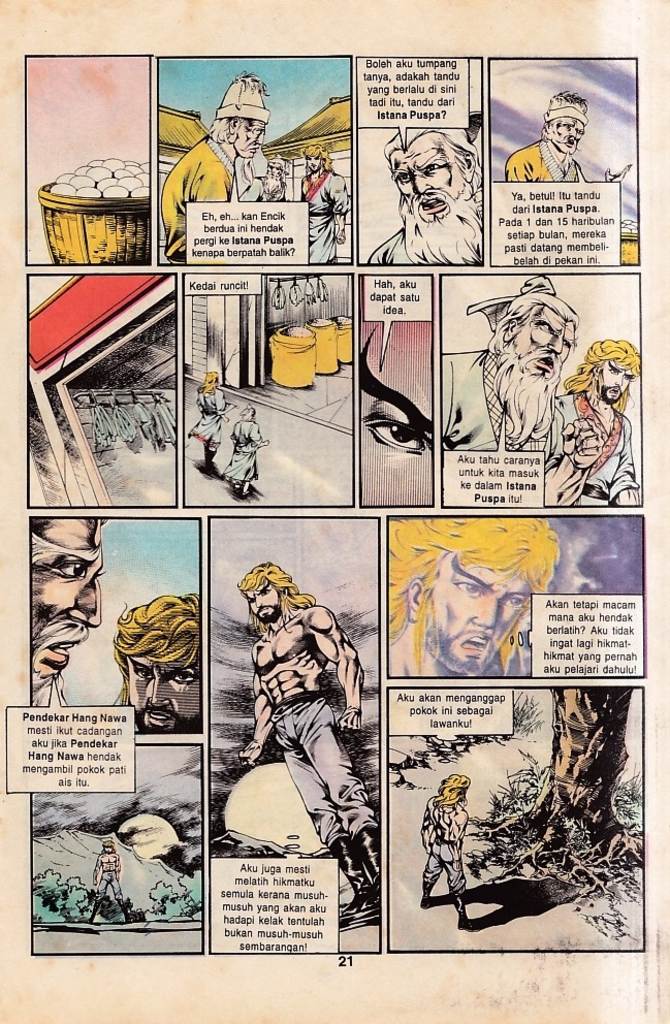 Eh, eh... kan Encik
berdua ini hendak
pergi ke Istana Puspa
kenapa berpatah balik?
Boleh aku tumpang
tanya, adakah tandu
yang berlalu di sini
tadi itu, tandu dari
Istana Puspa?
Ya, betul! Itu tandu
dari Istana Puspa.
Pada 1 dan 15 haribulan
setiap bulan, mereka
pasti datang membeli-
belah di pekan ini.
Kedai runcit!
Hah, aku
dapat satu
idea.
Aku tahu caranya
untuk kita masuk
ke dalam Istana
Puspa itu!
Pendekar Hang Nawa
mesti ikut cadangan
aku jika Pendekar
Hang Nawa hendak
mengambil pokok pati
ais itu.
Aku juga mesti
melatih hikmatku
semula kerana musuh-
musuh yang akan aku
hadapi kelak tentulah
bukan musuh-musuh
sembarangan!
Akan tetapi macam
mana aku hendak
berlatih? Aku tidak
ingat lagi hikmat-
hikmat yang pernah
aku pelajari dahulu!
Aku akan menganggap
pokok ini sebagai
lawanku!
21